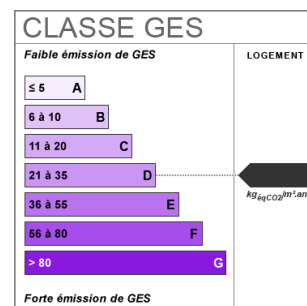 CLASSE GES
Faible émission de GES
LOGEMENT
≤ 5 A
6 à 10 B
11 à 20 C
21 à 35 D
kgéqCO2/m².an
36 à 55 E
56 à 80 F
> 80 G
Forte émission de GES